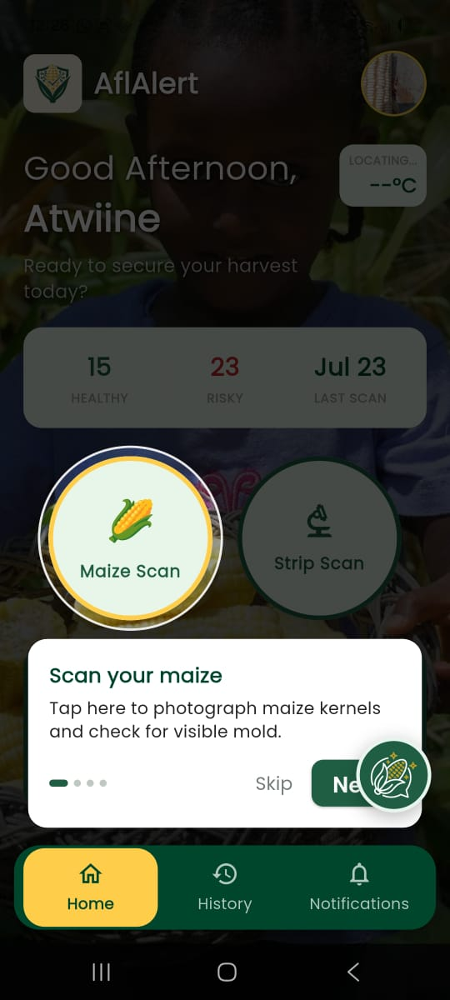 AflAlert
Good Afternoon,
Atwiine
LOCATING...
--°C
Ready to secure your harvest
today?
15
HEALTHY
23
RISKY
Jul 23
LAST SCAN
Maize Scan
Strip Scan
Scan your maize
Tap here to photograph maize kernels
and check for visible mold.
Skip
Ne
Home
History
Notifications